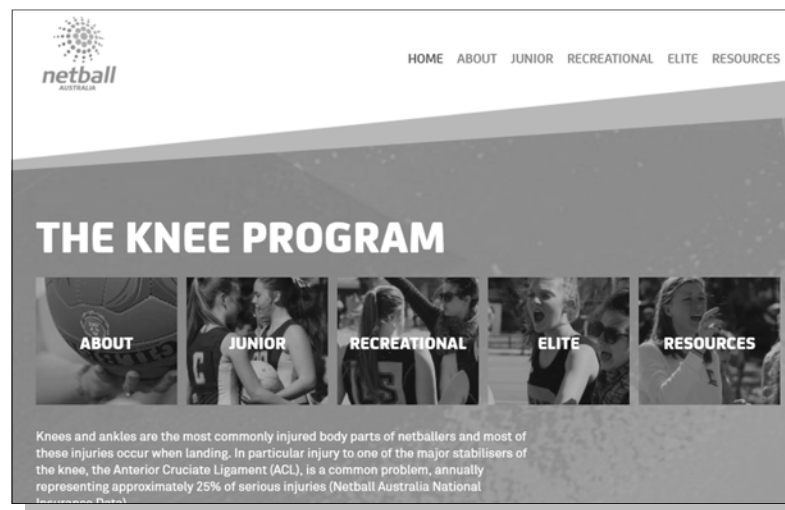 netball
AUSTRALIA
HOME ABOUT JUNIOR RECREATIONAL ELITE RESOURCES
THE KNEE PROGRAM
ABOUT JUNIOR RECREATIONAL ELITE RESOURCES
Knees and ankles are the most commonly injured body parts of netballers and most of
these injuries occur when landing. In particular injury to one of the major stabilisers of
the knee, the Anterior Cruciate Ligament (ACL), is a common problem, annually
representing approximately 25% of serious injuries (Netball Australia National
Insurance Data)